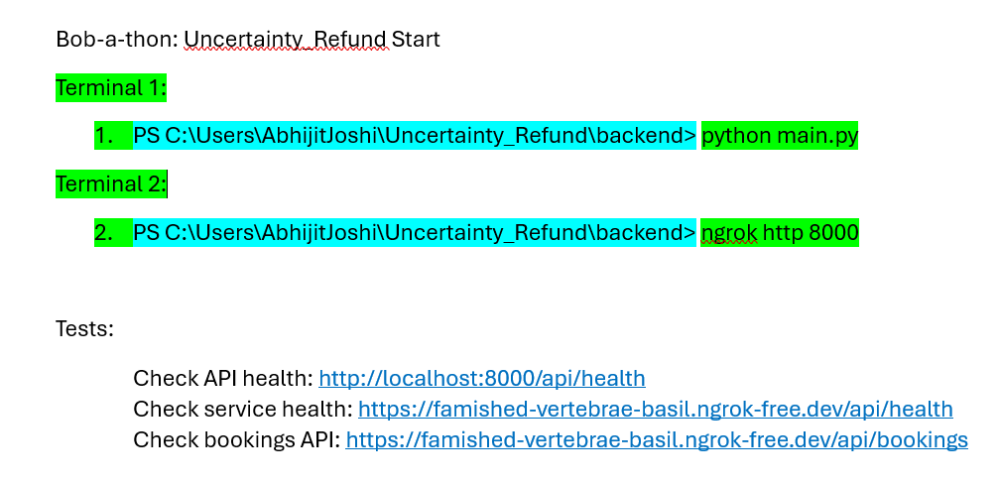 Bob-a-thon: Uncertainty_Refund Start
Terminal 1:
1. PS C:\Users\AbhijitJoshi\Uncertainty_Refund\backend> python main.py
Terminal 2:
2. PS C:\Users\AbhijitJoshi\Uncertainty_Refund\backend> ngrok http 8000
Tests:
Check API health: http://localhost:8000/api/health
Check service health: https://famished-vertebrae-basil.ngrok-free.dev/api/health
Check bookings API: https://famished-vertebrae-basil.ngrok-free.dev/api/bookings